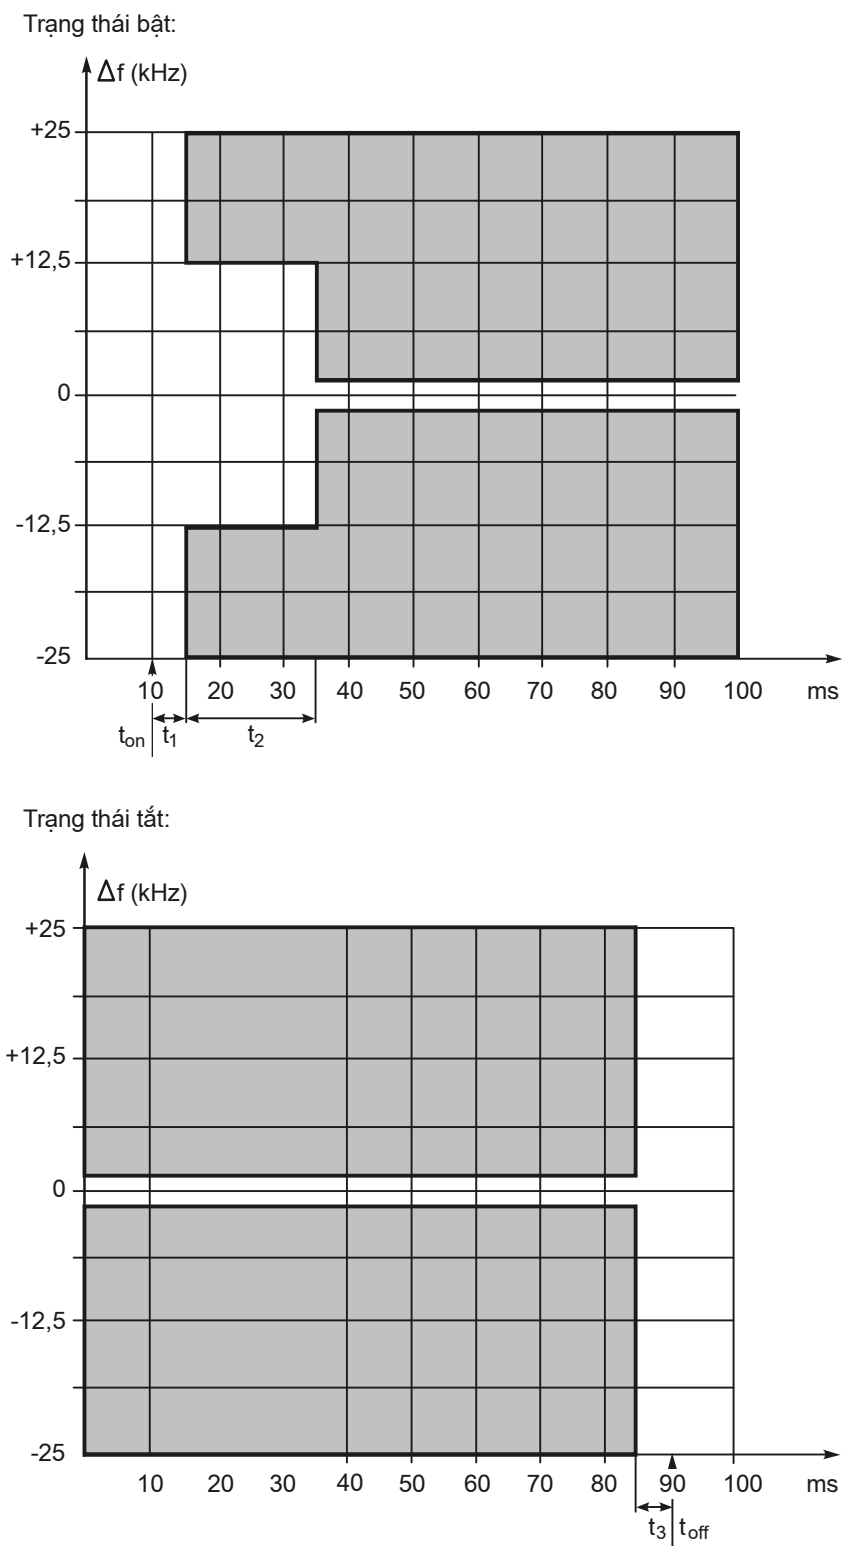 Trạng thái bật:
Δf (kHz)
+25
+12,5
0
-12,5
-25
10 20 30 40 50 60 70 80 90 100 ms
ton t1 t2
Trạng thái tắt:
Δf (kHz)
+25
+12,5
0
-12,5
-25
10 20 30 40 50 60 70 80 90 100 ms
t3 toff